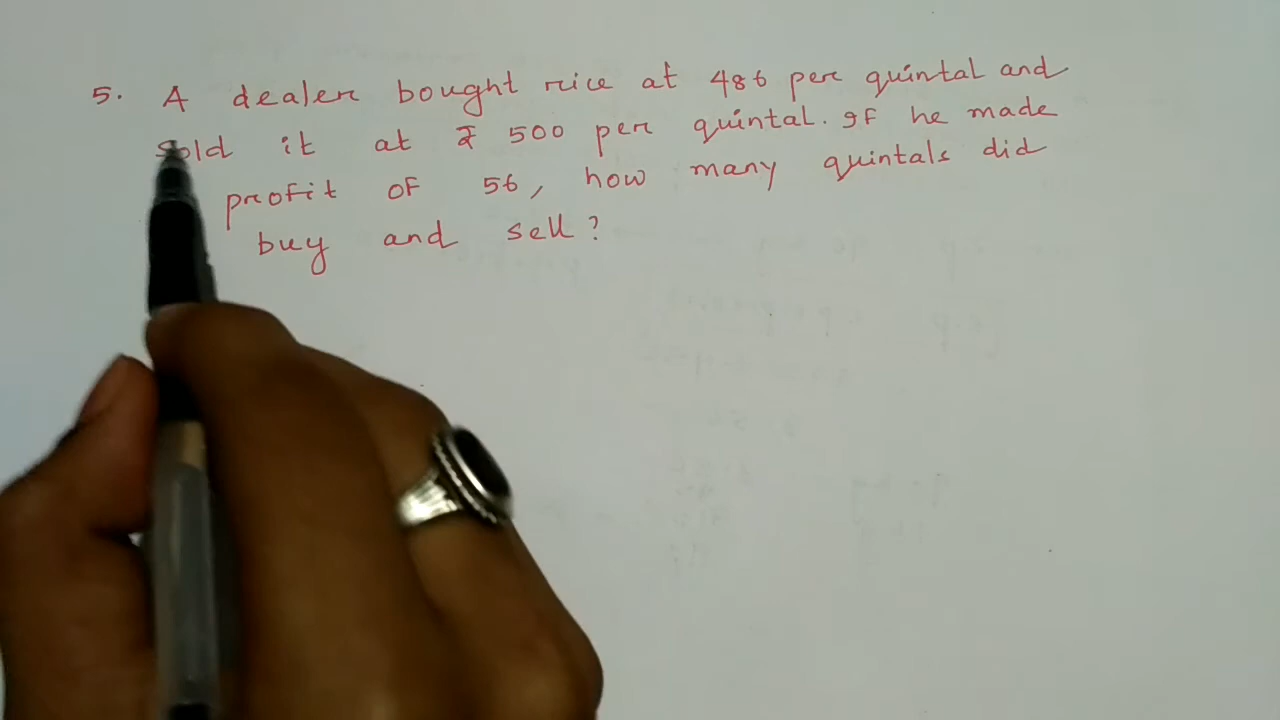 5. A dealer bought rice at 486 per quintal and
sold it at ₹ 500 per quintal. If he made
profit of 56, how many quintals did
buy and sell?